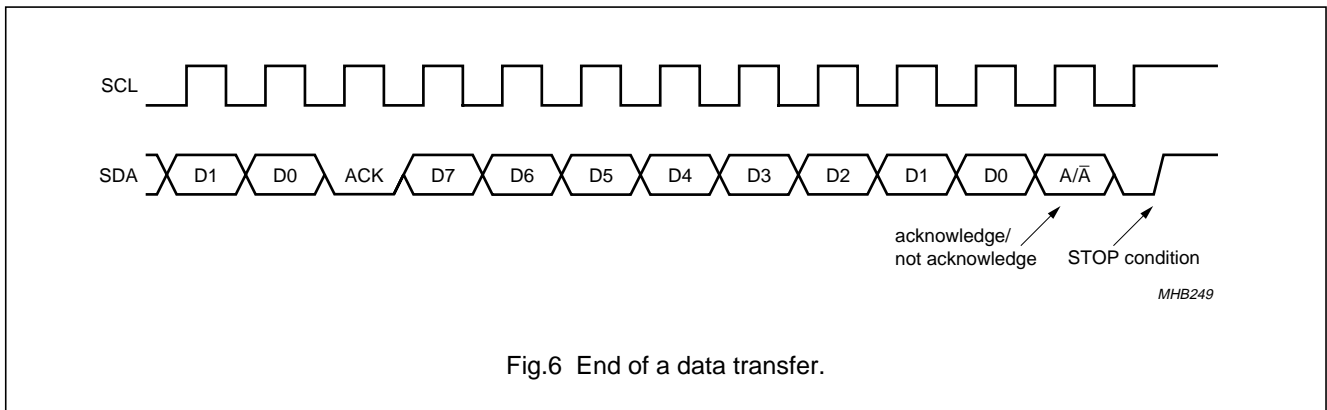 SCL
SDA D1 D0 ACK D7 D6 D5 D4 D3 D2 D1 D0 A/A̅
acknowledge/
not acknowledge STOP condition
MHB249
Fig.6 End of a data transfer.